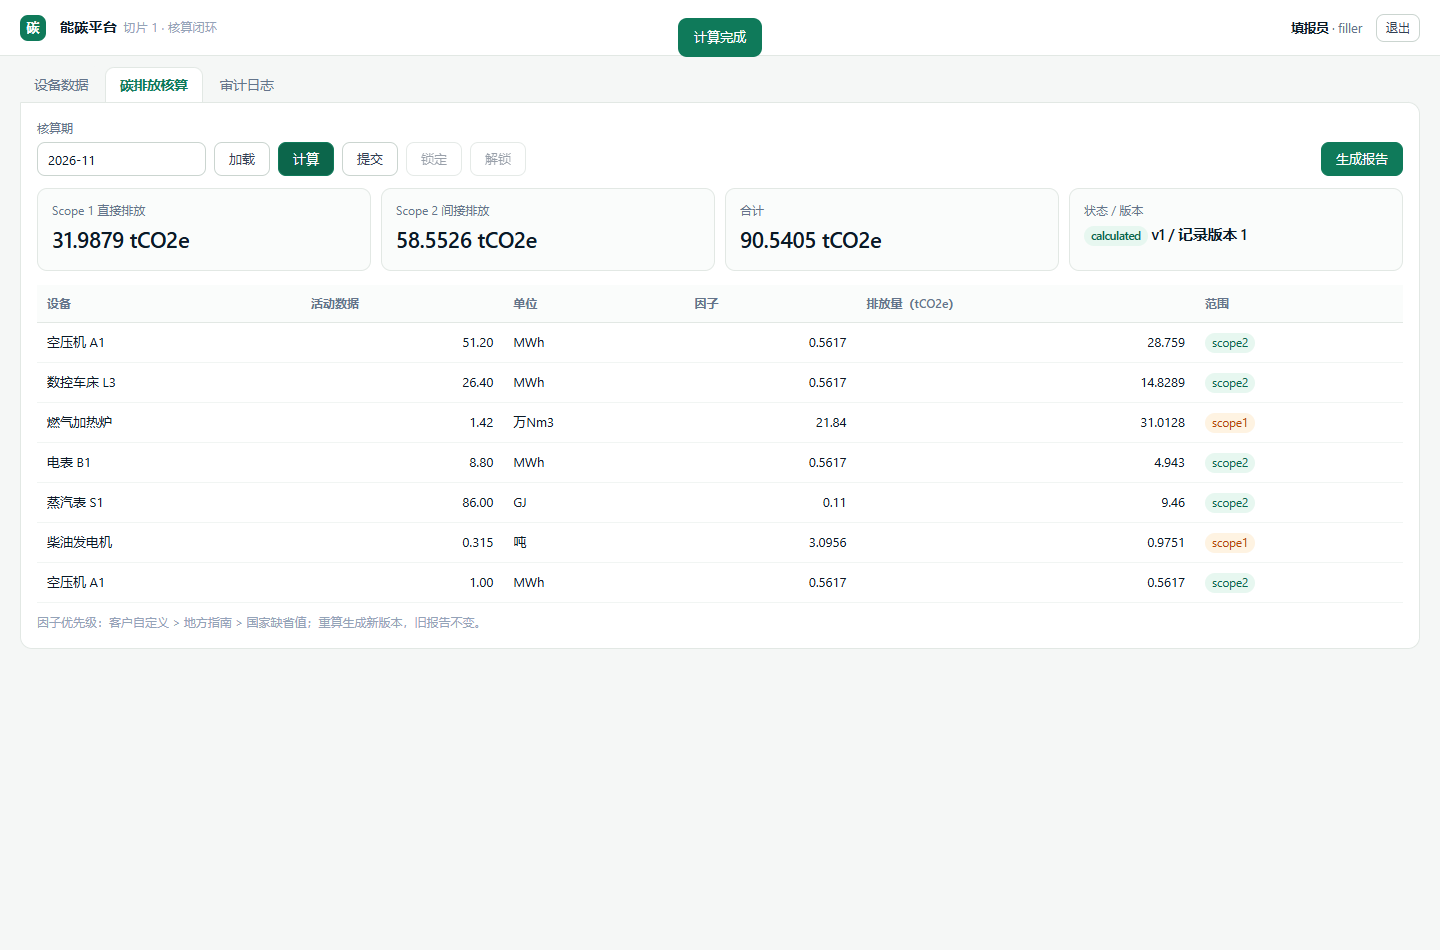 碳 能碳平台 切片 1 · 核算闭环
计算完成
填报员 · filler 退出
设备数据 碳排放核算 审计日志
核算期
2026-11 加载 计算 提交 锁定 解锁 生成报告
Scope 1 直接排放
31.9879 tCO2e
Scope 2 间接排放
58.5526 tCO2e
合计
90.5405 tCO2e
状态 / 版本
calculated v1 / 记录版本 1
设备 活动数据 单位 因子 排放量（tCO2e） 范围
空压机 A1 51.20 MWh 0.5617 28.759 scope2
数控车床 L3 26.40 MWh 0.5617 14.8289 scope2
燃气加热炉 1.42 万Nm3 21.84 31.0128 scope1
电表 B1 8.80 MWh 0.5617 4.943 scope2
蒸汽表 S1 86.00 GJ 0.11 9.46 scope2
柴油发电机 0.315 吨 3.0956 0.9751 scope1
空压机 A1 1.00 MWh 0.5617 0.5617 scope2
因子优先级：客户自定义 > 地方指南 > 国家缺省值；重算生成新版本，旧报告不变。